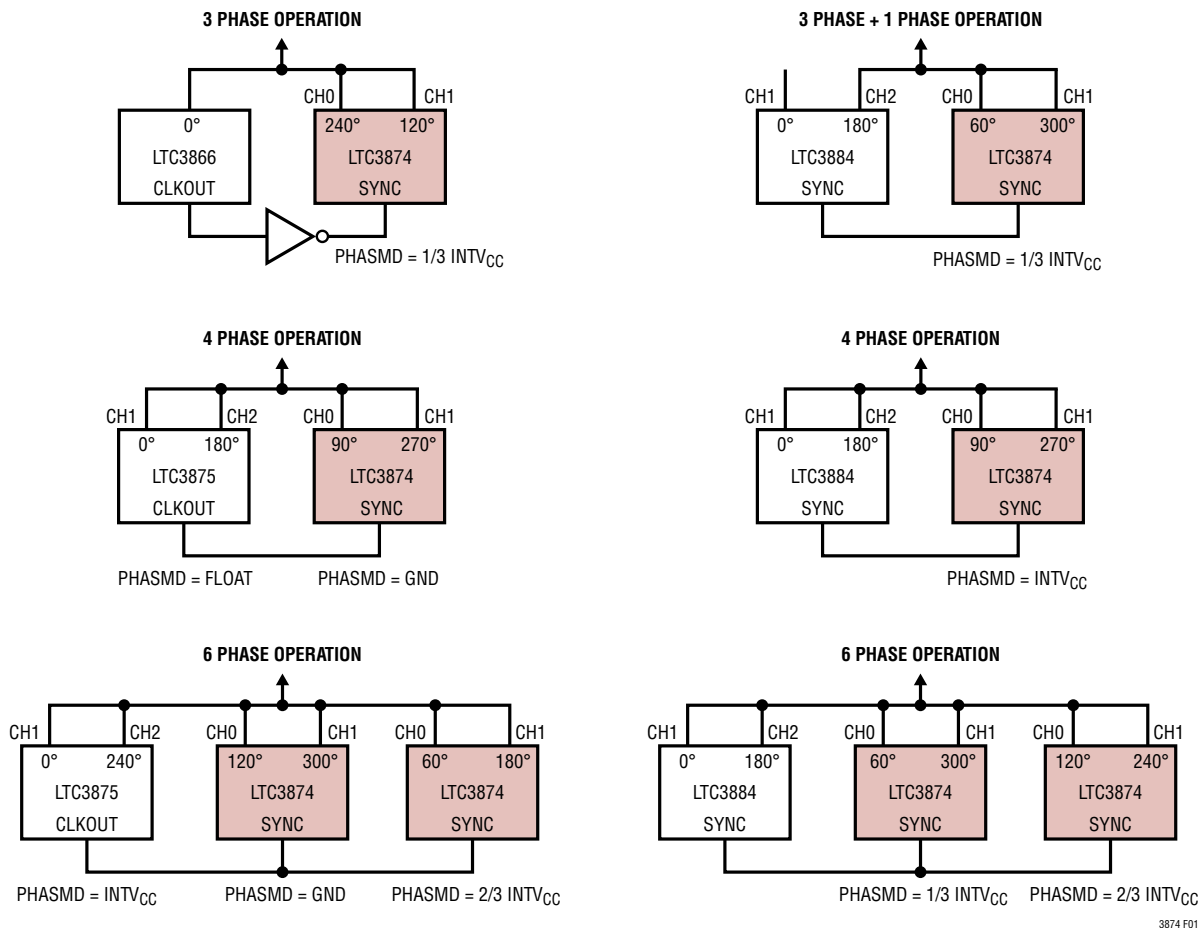 3 PHASE OPERATION
CH0 CH1
0° 240° 120°
LTC3866 LTC3874
CLKOUT SYNC
PHASMD = 1/3 INTVCC
3 PHASE + 1 PHASE OPERATION
CH1 CH2 CH0 CH1
0° 180° 60° 300°
LTC3884 LTC3874
SYNC SYNC
PHASMD = 1/3 INTVCC
4 PHASE OPERATION
CH1 CH2 CH0 CH1
0° 180° 90° 270°
LTC3875 LTC3874
CLKOUT SYNC
PHASMD = FLOAT PHASMD = GND
4 PHASE OPERATION
CH1 CH2 CH0 CH1
0° 180° 90° 270°
LTC3884 LTC3874
SYNC SYNC
PHASMD = INTVCC
6 PHASE OPERATION
CH1 CH2 CH0 CH1 CH0 CH1
0° 240° 120° 300° 60° 180°
LTC3875 LTC3874 LTC3874
CLKOUT SYNC SYNC
PHASMD = INTVCC PHASMD = GND PHASMD = 2/3 INTVCC
6 PHASE OPERATION
CH1 CH2 CH0 CH1 CH0 CH1
0° 180° 60° 300° 120° 240°
LTC3884 LTC3874 LTC3874
SYNC SYNC SYNC
PHASMD = 1/3 INTVCC PHASMD = 2/3 INTVCC
3874 F01